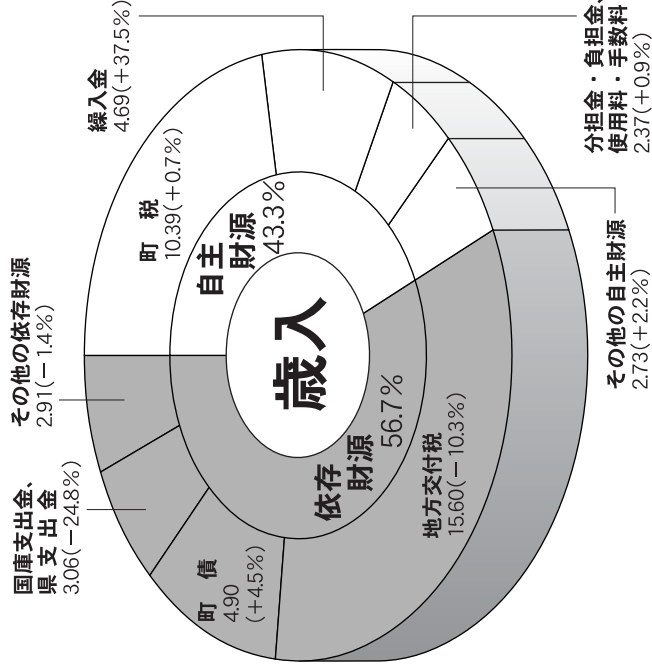 歳入
自主
財源
43.3%
町 税
10.39(+0.7%)
繰入金
4.69(+37.5%)
分担金・負担金、
使用料・手数料
2.37(+0.9%)
その他の自主財源
2.73(+2.2%)
依存
財源
56.7%
地方交付税
15.60(−10.3%)
町 債
4.90
(+4.5%)
国庫支出金、
県支出金
3.06(−24.8%)
その他の依存財源
2.91(−1.4%)